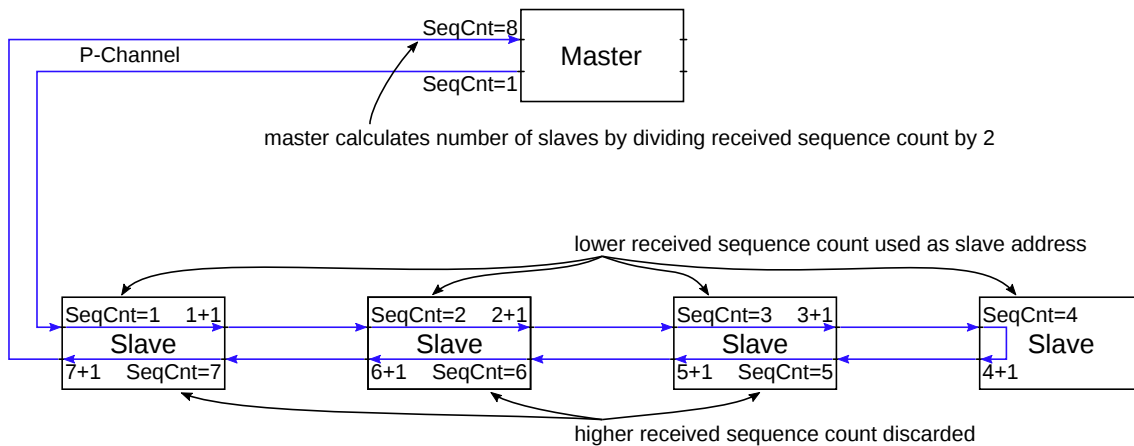 SeqCnt=8
Master
P-Channel
SeqCnt=1
master calculates number of slaves by dividing received sequence count by 2
lower received sequence count used as slave address
SeqCnt=1 1+1
Slave
7+1 SeqCnt=7
SeqCnt=2 2+1
Slave
6+1 SeqCnt=6
SeqCnt=3 3+1
Slave
5+1 SeqCnt=5
SeqCnt=4
Slave
4+1
higher received sequence count discarded